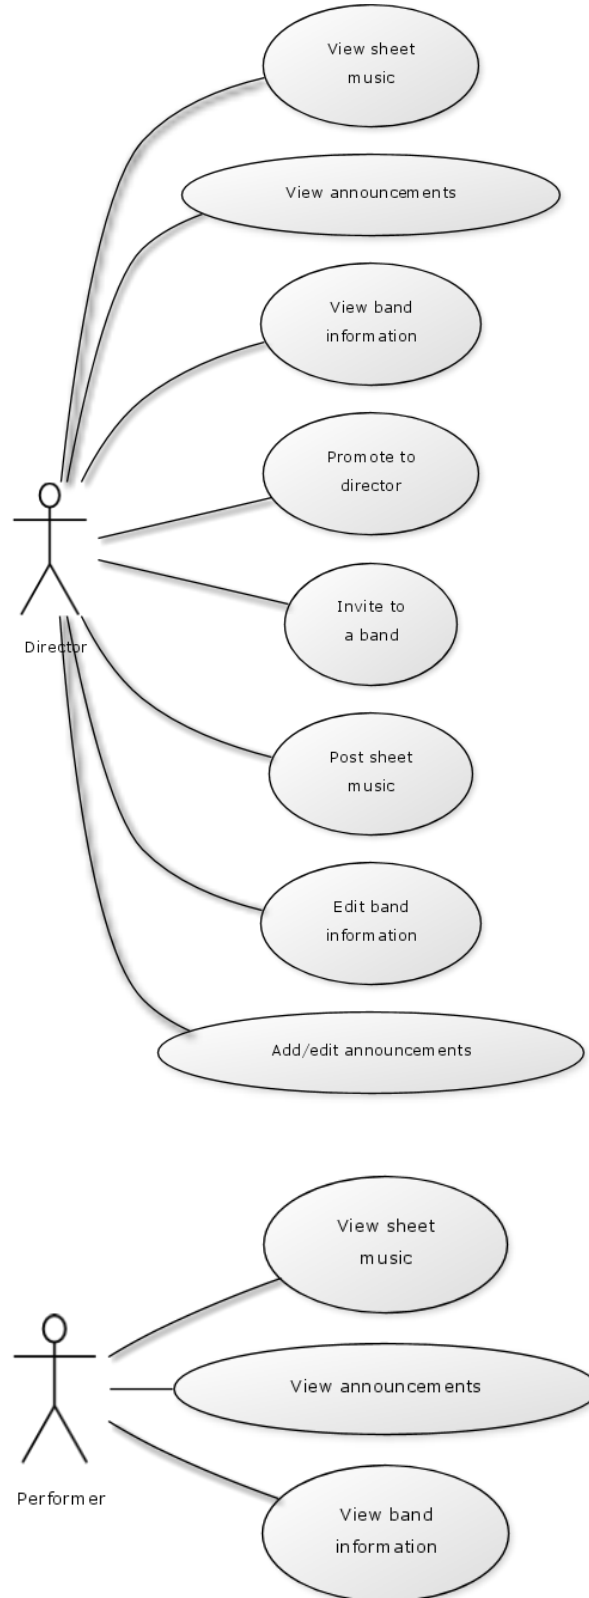 View sheet
music
View announcements
View band
information
Promote to
director
Invite to
a band
Director
Post sheet
music
Edit band
information
Add/edit announcements
View sheet
music
View announcements
Performer
View band
information